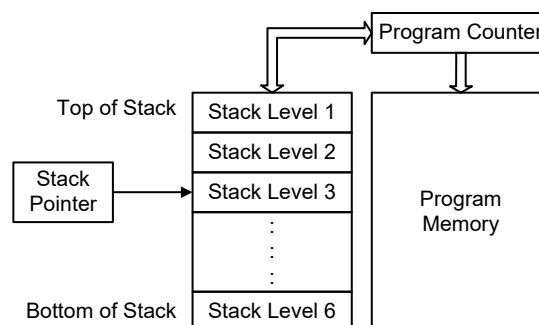 Program Counter
Top of Stack
Stack Level 1
Stack Level 2
Stack
Pointer
Stack Level 3
Program
Memory
Bottom of Stack
Stack Level 6